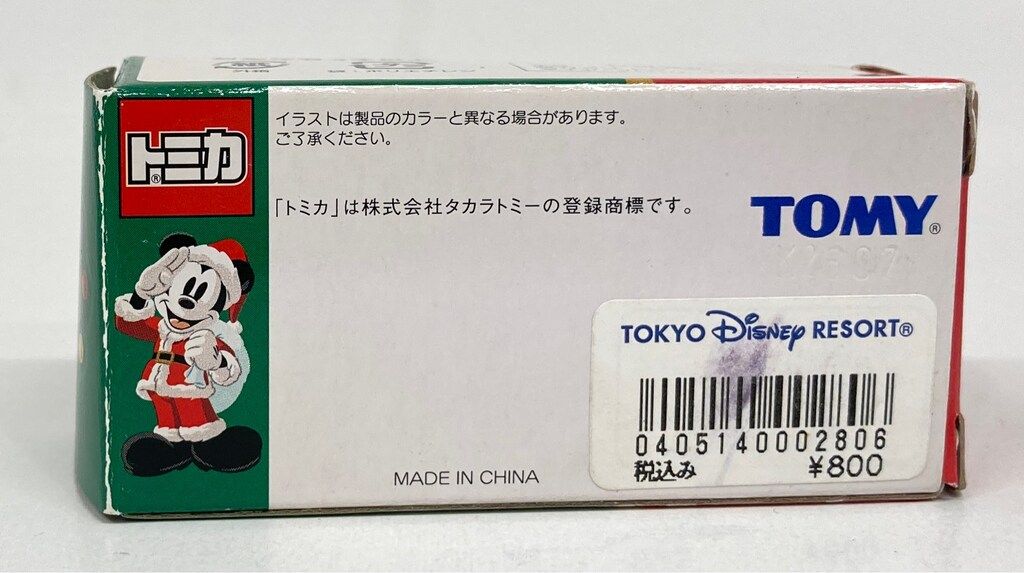 外箱
トミカ®
イラストは製品のカラーと異なる場合があります。
ご了承ください。
「トミカ」は株式会社タカラトミーの登録商標です。
TOMY®
TOKYO Disney RESORT®
0405140002806
税込み ¥800
MADE IN CHINA